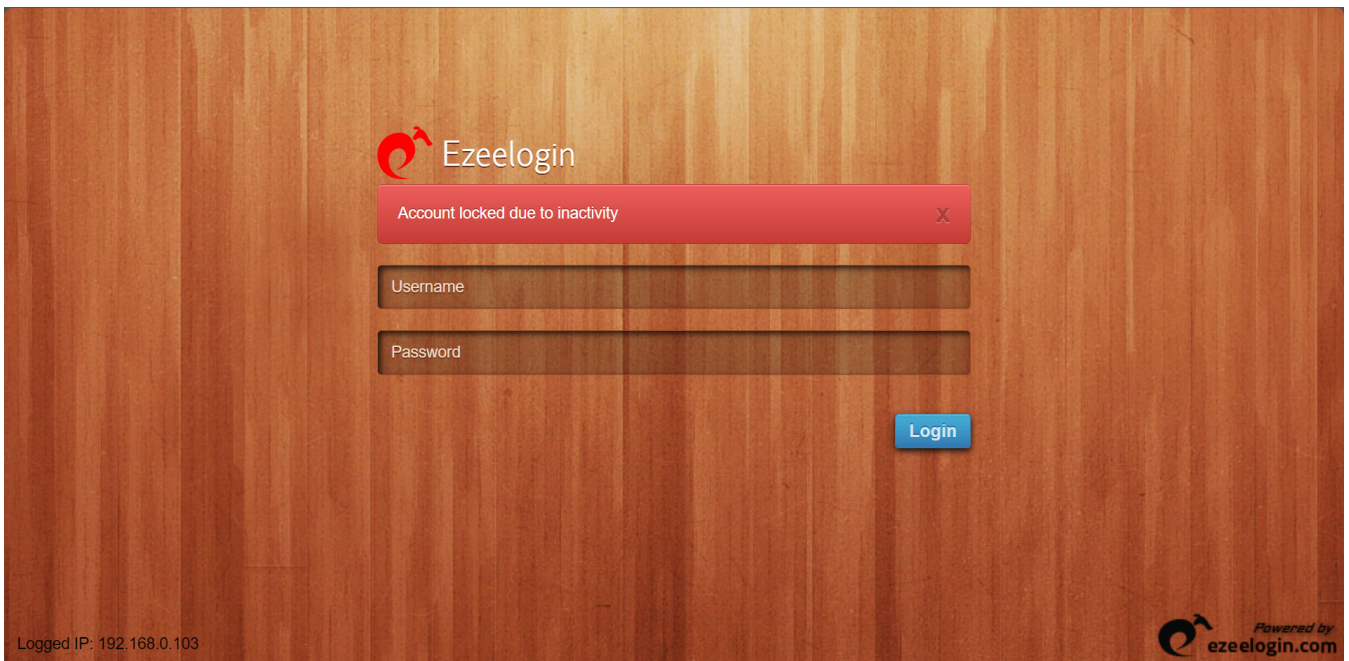 Ezeelogin
Account locked due to inactivity
X
Username
Password
Login
Logged IP: 192.168.0.103
Powered by
ezeelogin.com